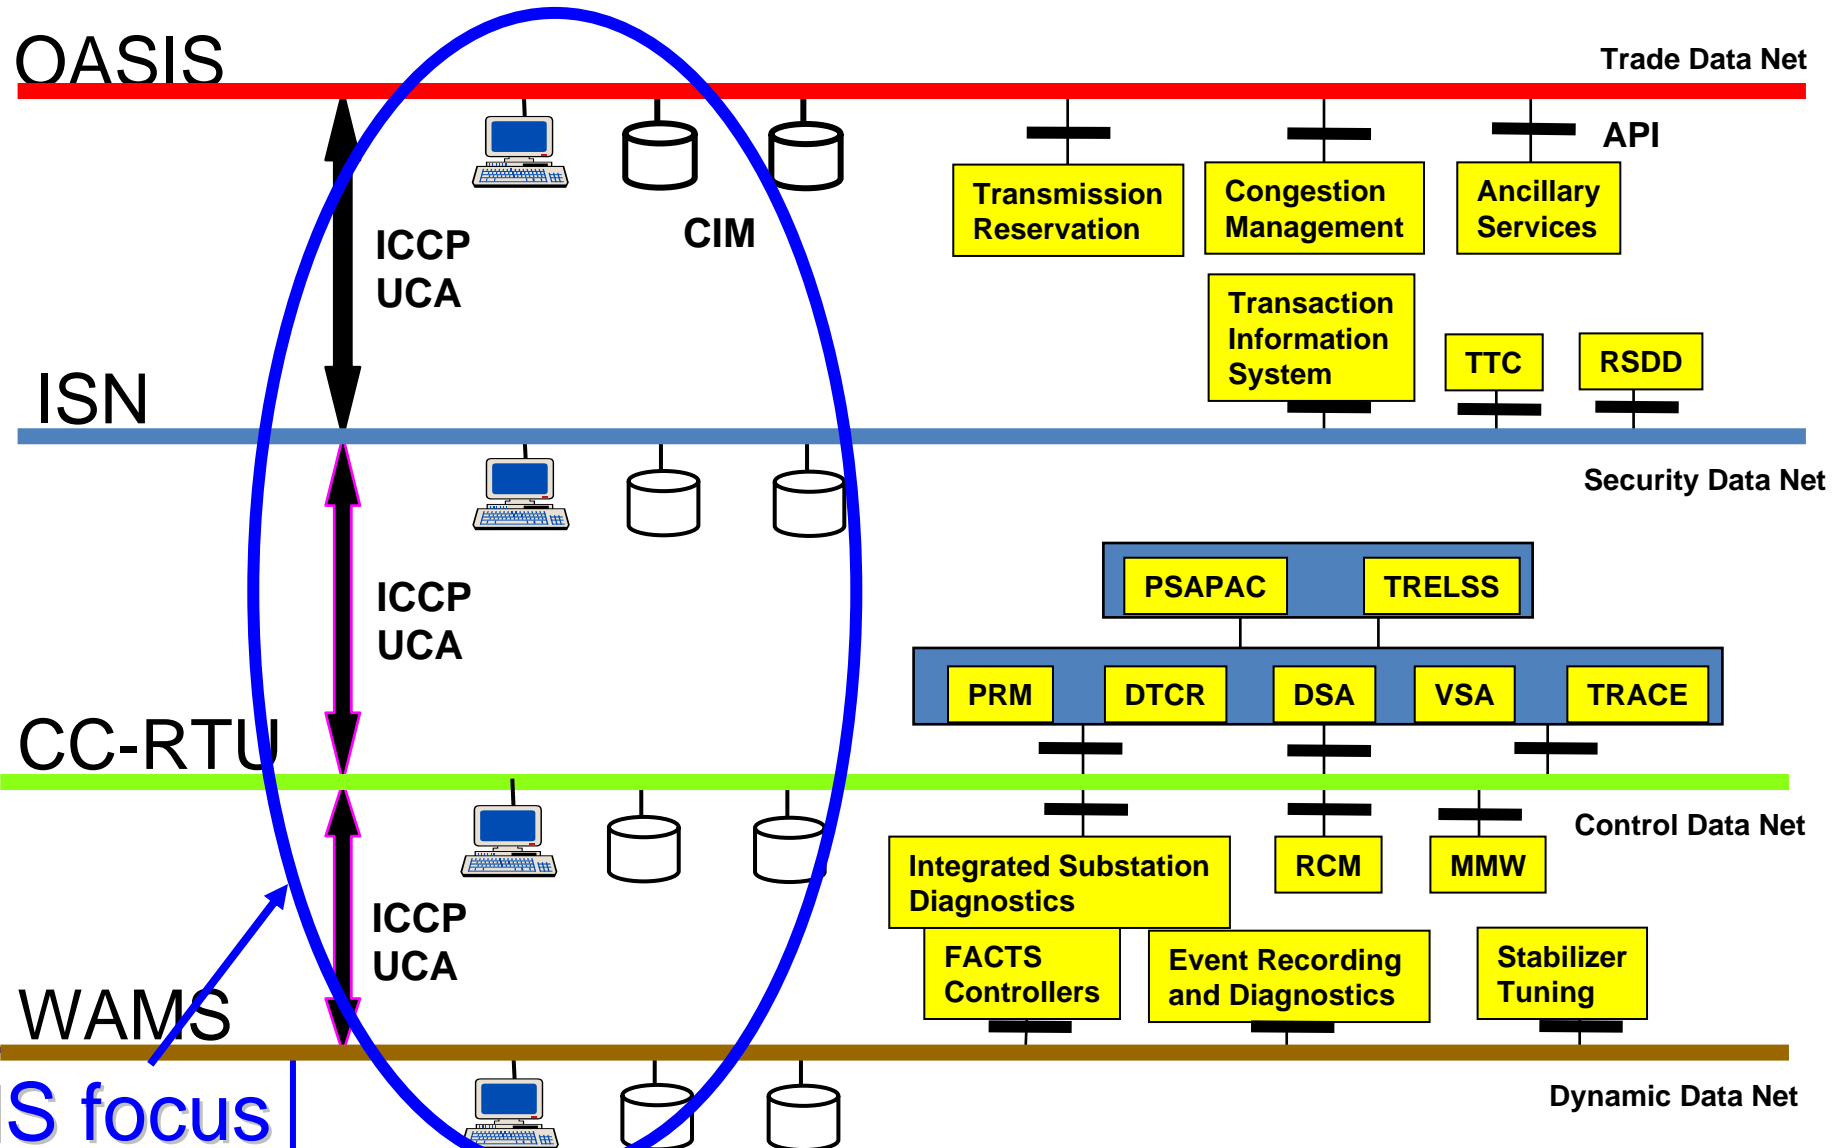 OASIS
Trade Data Net
API
Transmission
Reservation
Congestion
Management
Ancillary
Services
ICCP
UCA
CIM
Transaction
Information
System
TTC
RSDD
ISN
Security Data Net
PSAPAC
TRELSS
ICCP
UCA
PRM
DTCR
DSA
VSA
TRACE
CC-RTU
Control Data Net
Integrated Substation
Diagnostics
RCM
MMW
ICCP
UCA
FACTS
Controllers
Event Recording
and Diagnostics
Stabilizer
Tuning
WAMS
Dynamic Data Net
S focus